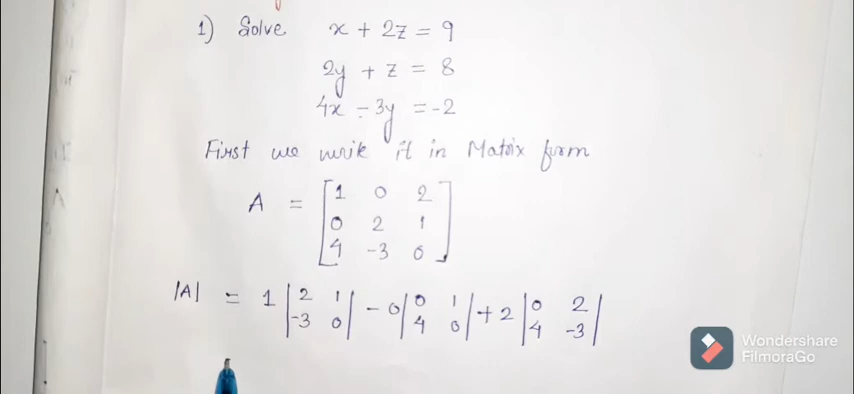 1) Solve x + 2z = 9
2y + z = 8
4x - 3y = -2
First we write it in Matrix form
A = [1 0 2
0 2 1
4 -3 0]
|A| = 1 |2 1 -3 0| - 0 |0 1 4 0| + 2 |0 2 4 -3|
Wondershare
FilmoraGo